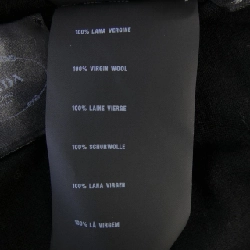 100% LANA VERGINE
100% VIRGIN WOOL
100% LAINE VIERGE
100% SCHURWOLLE
100% LANA VIRGEN
100% LÃ VIRGEM